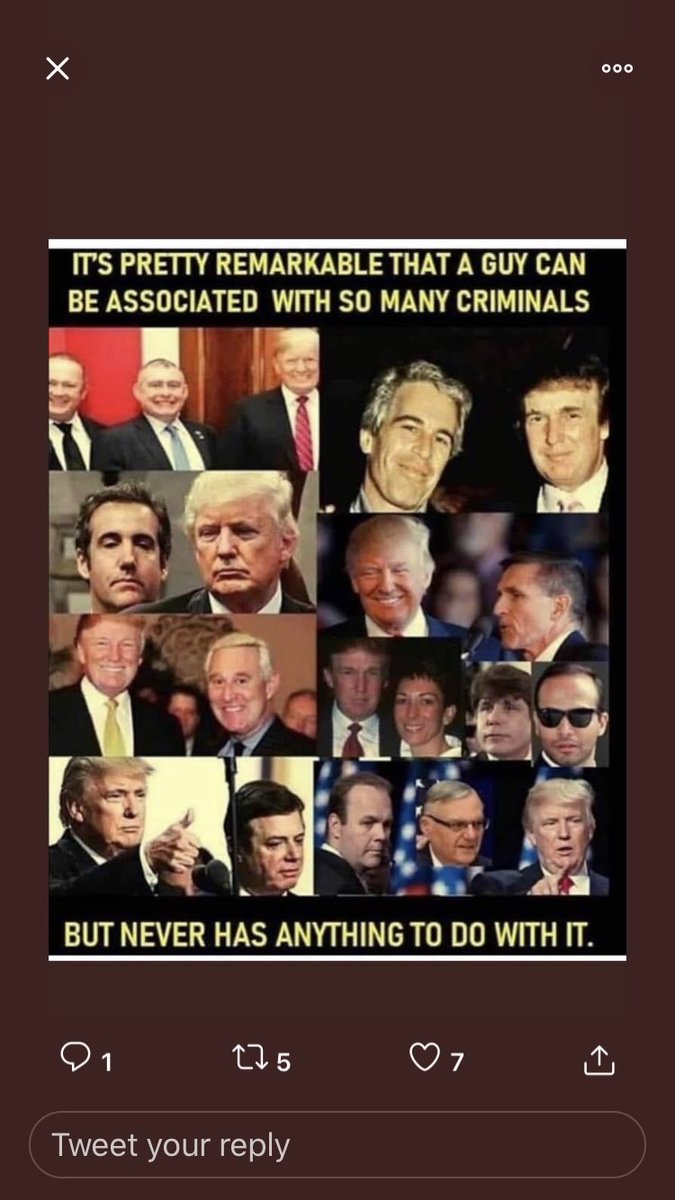 IT'S PRETTY REMARKABLE THAT A GUY CAN
BE ASSOCIATED WITH SO MANY CRIMINALS
BUT NEVER HAS ANYTHING TO DO WITH IT.
1
5
7
Tweet your reply